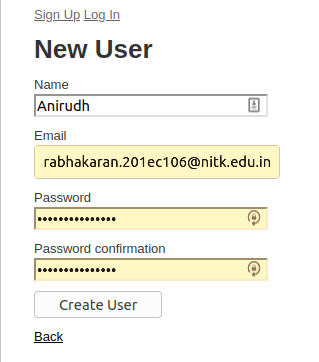 Sign Up Log In
New User
Name
Anirudh
Email
rabhakaran.201ec106@nitk.edu.in
Password
•••••••••••••••
Password confirmation
•••••••••••••••
Create User
Back